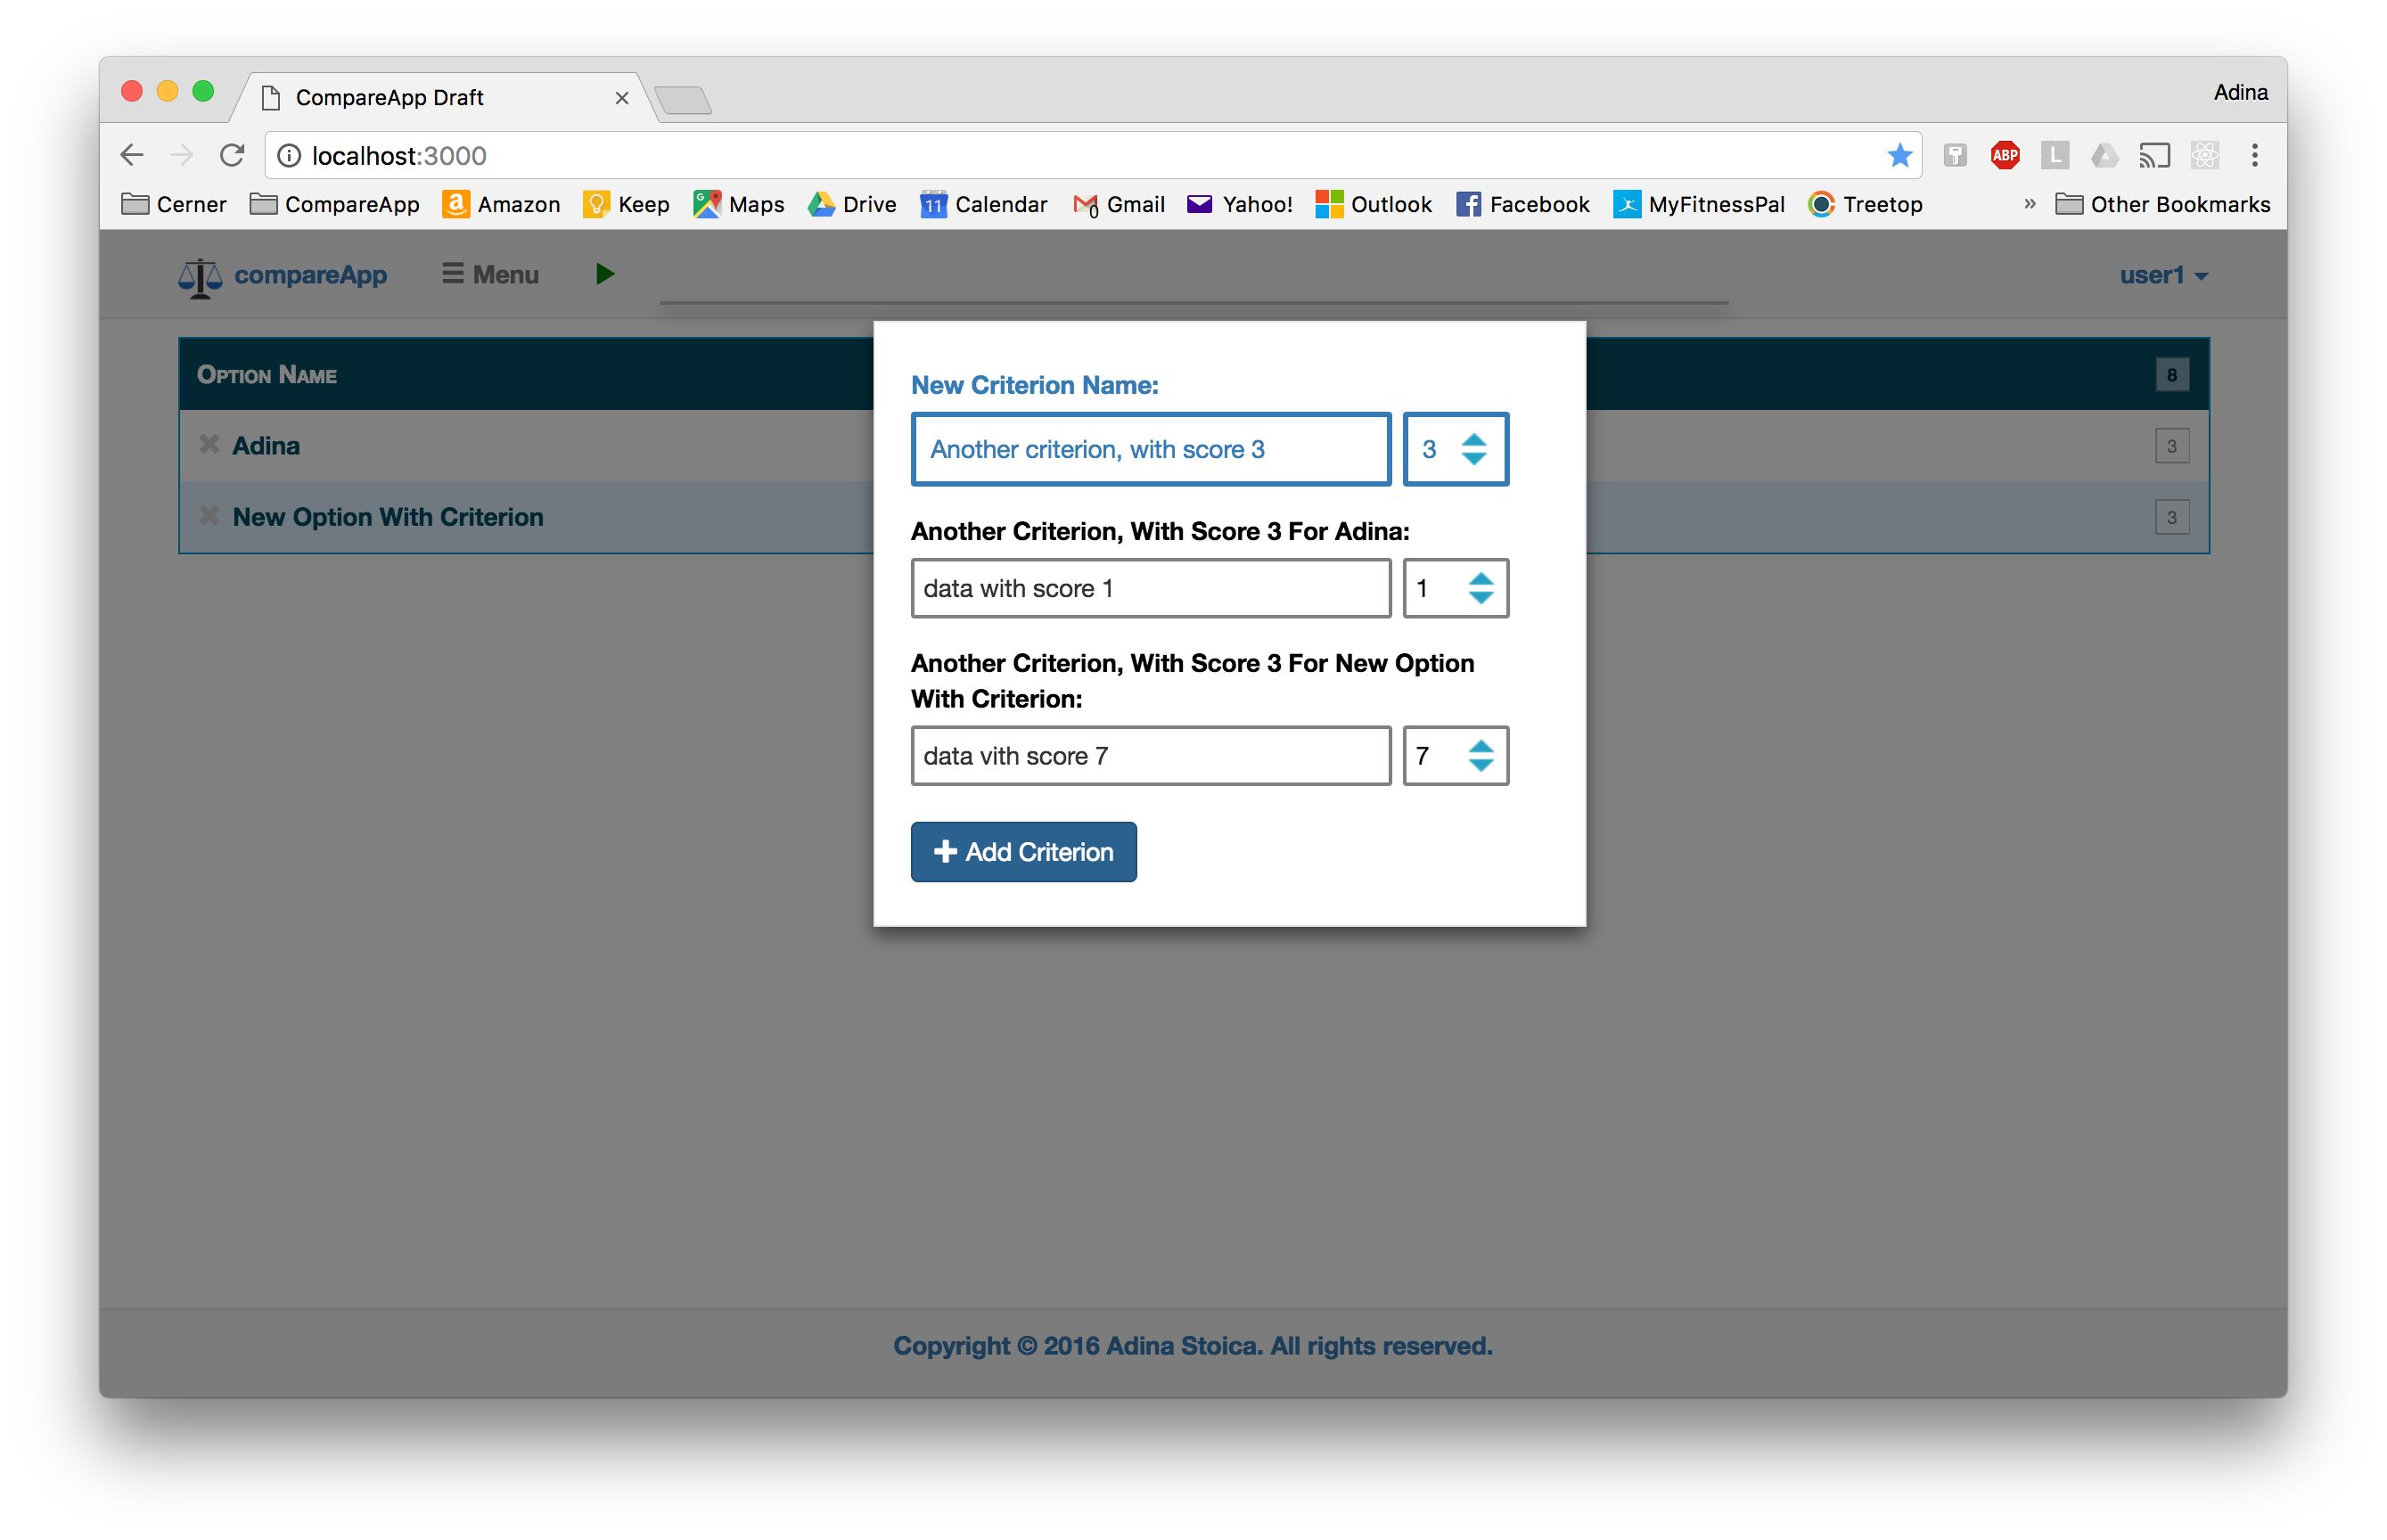 CompareApp Draft
Adina
localhost:3000
ABP
L
Cerner
CompareApp
a
Amazon
Keep
G
Maps
Drive
11
Calendar
0
Gmail
Yahoo!
Outlook
f
Facebook
MyFitnessPal
Treetop
»
Other Bookmarks
compareApp
Menu
user1
OPTION NAME
8
Adina
3
New Option With Criterion
3
New Criterion Name:
Another criterion, with score 3
3
Another Criterion, With Score 3 For Adina:
data with score 1
1
Another Criterion, With Score 3 For New Option
With Criterion:
data vith score 7
7
Add Criterion
Copyright © 2016 Adina Stoica. All rights reserved.